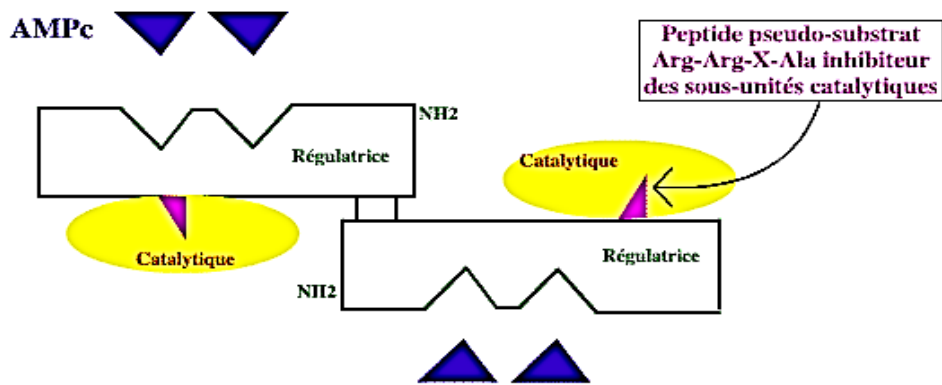 AMPc
Peptide pseudo-substrat
Arg-Arg-X-Ala inhibiteur
des sous-unités catalytiques
NH2
Régulatrice
Catalytique
Catalytique
Régulatrice
NH2